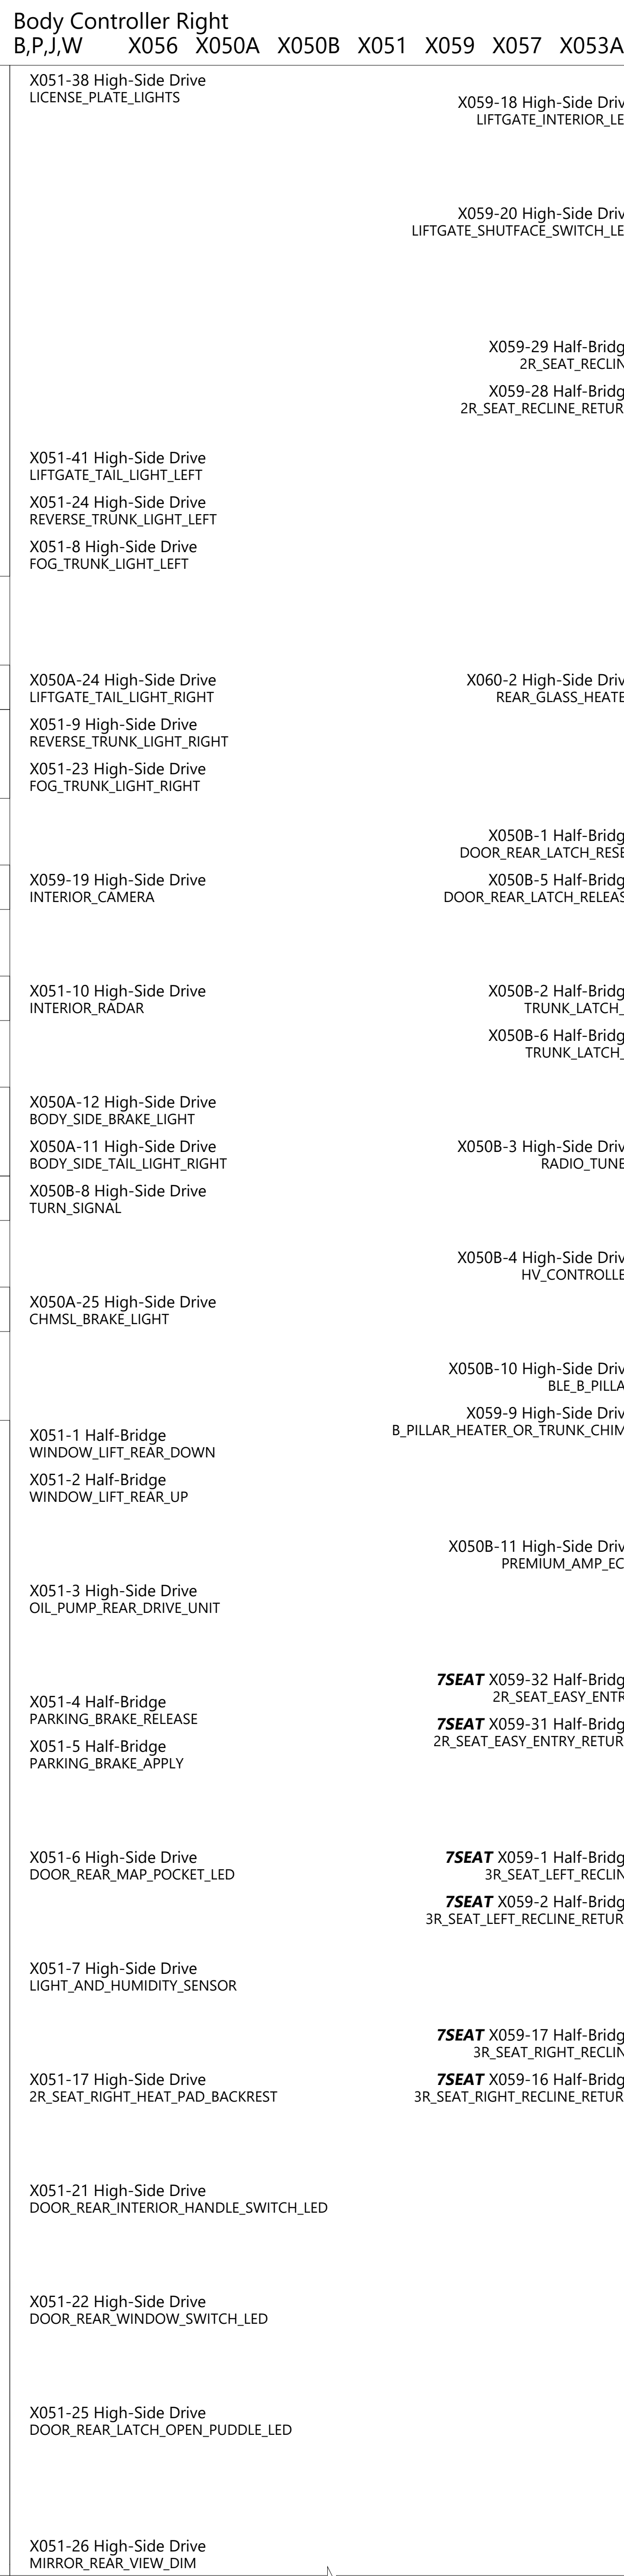 Body Controller Right
B,P,J,W X056 X050A X050B X051 X059 X057 X053A
X051-38 High-Side Drive
LICENSE_PLATE_LIGHTS
X059-18 High-Side Driv
LIFTGATE_INTERIOR_LE
X059-20 High-Side Driv
LIFTGATE_SHUTFACE_SWITCH_LE
X059-29 Half-Bridg
2R_SEAT_RECLIN
X059-28 Half-Bridg
2R_SEAT_RECLINE_RETUR
X051-41 High-Side Drive
LIFTGATE_TAIL_LIGHT_LEFT
X051-24 High-Side Drive
REVERSE_TRUNK_LIGHT_LEFT
X051-8 High-Side Drive
FOG_TRUNK_LIGHT_LEFT
X050A-24 High-Side Drive
LIFTGATE_TAIL_LIGHT_RIGHT
X060-2 High-Side Driv
REAR_GLASS_HEATE
X051-9 High-Side Drive
REVERSE_TRUNK_LIGHT_RIGHT
X051-23 High-Side Drive
FOG_TRUNK_LIGHT_RIGHT
X050B-1 Half-Bridg
DOOR_REAR_LATCH_RESE
X059-19 High-Side Drive
INTERIOR_CAMERA
X050B-5 Half-Bridg
DOOR_REAR_LATCH_RELEAS
X051-10 High-Side Drive
INTERIOR_RADAR
X050B-2 Half-Bridg
TRUNK_LATCH_
X050B-6 Half-Bridg
TRUNK_LATCH_
X050A-12 High-Side Drive
BODY_SIDE_BRAKE_LIGHT
X050A-11 High-Side Drive
BODY_SIDE_TAIL_LIGHT_RIGHT
X050B-3 High-Side Driv
RADIO_TUNE
X050B-8 High-Side Drive
TURN_SIGNAL
X050B-4 High-Side Driv
HV_CONTROLLE
X050A-25 High-Side Drive
CHMSL_BRAKE_LIGHT
X050B-10 High-Side Driv
BLE_B_PILLA
X059-9 High-Side Driv
B_PILLAR_HEATER_OR_TRUNK_CHIM
X051-1 Half-Bridge
WINDOW_LIFT_REAR_DOWN
X051-2 Half-Bridge
WINDOW_LIFT_REAR_UP
X050B-11 High-Side Driv
PREMIUM_AMP_EC
X051-3 High-Side Drive
OIL_PUMP_REAR_DRIVE_UNIT
7SEAT X059-32 Half-Bridg
2R_SEAT_EASY_ENTR
X051-4 Half-Bridge
PARKING_BRAKE_RELEASE
7SEAT X059-31 Half-Bridg
2R_SEAT_EASY_ENTRY_RETUR
X051-5 Half-Bridge
PARKING_BRAKE_APPLY
X051-6 High-Side Drive
DOOR_REAR_MAP_POCKET_LED
7SEAT X059-1 Half-Bridg
3R_SEAT_LEFT_RECLIN
7SEAT X059-2 Half-Bridg
3R_SEAT_LEFT_RECLINE_RETUR
X051-7 High-Side Drive
LIGHT_AND_HUMIDITY_SENSOR
7SEAT X059-17 Half-Bridg
3R_SEAT_RIGHT_RECLIN
X051-17 High-Side Drive
2R_SEAT_RIGHT_HEAT_PAD_BACKREST
7SEAT X059-16 Half-Bridg
3R_SEAT_RIGHT_RECLINE_RETUR
X051-21 High-Side Drive
DOOR_REAR_INTERIOR_HANDLE_SWITCH_LED
X051-22 High-Side Drive
DOOR_REAR_WINDOW_SWITCH_LED
X051-25 High-Side Drive
DOOR_REAR_LATCH_OPEN_PUDDLE_LED
X051-26 High-Side Drive
MIRROR_REAR_VIEW_DIM